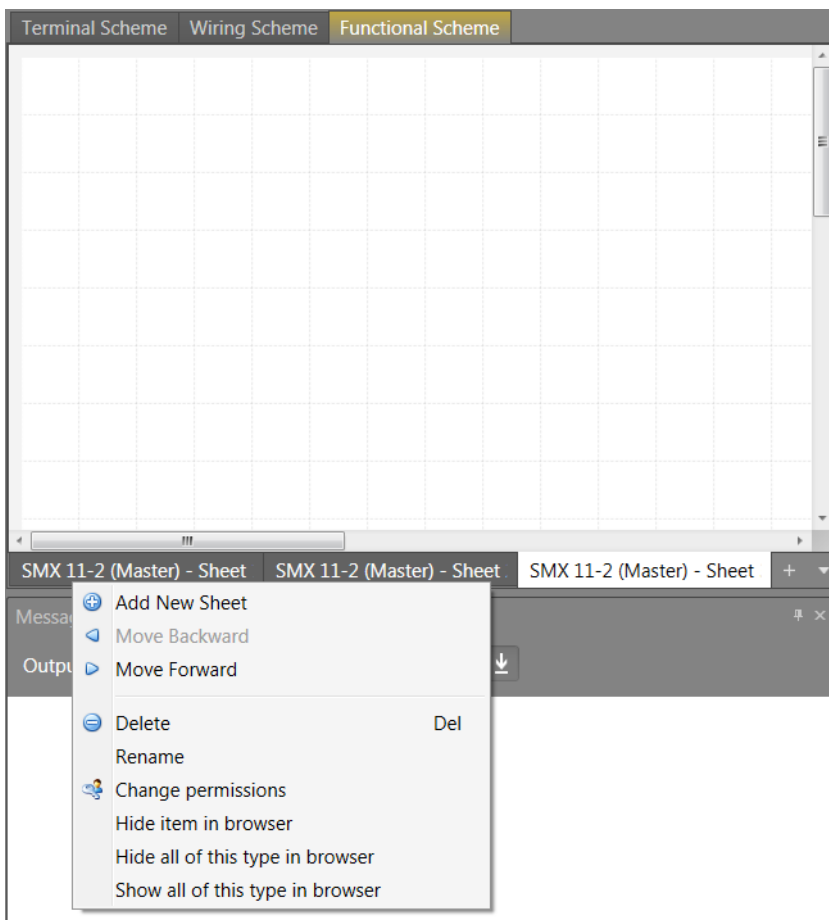 Terminal Scheme Wiring Scheme Functional Scheme
SMX 11-2 (Master) - Sheet SMX 11-2 (Master) - Sheet SMX 11-2 (Master) - Sheet +
Add New Sheet
Move Backward
Move Forward
Delete Del
Rename
Change permissions
Hide item in browser
Hide all of this type in browser
Show all of this type in browser